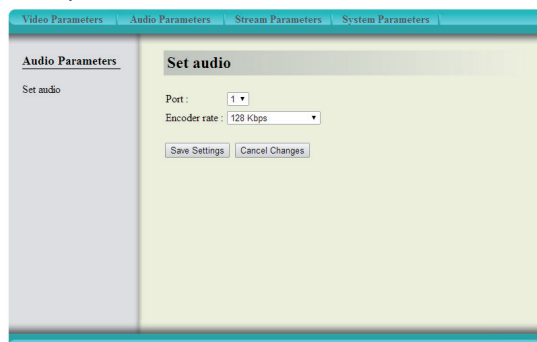 Video Parameters Audio Parameters Stream Parameters System Parameters
Audio Parameters
Set audio
Set audio
Port : 1
Encoder rate : 128 Kbps
Save Settings Cancel Changes